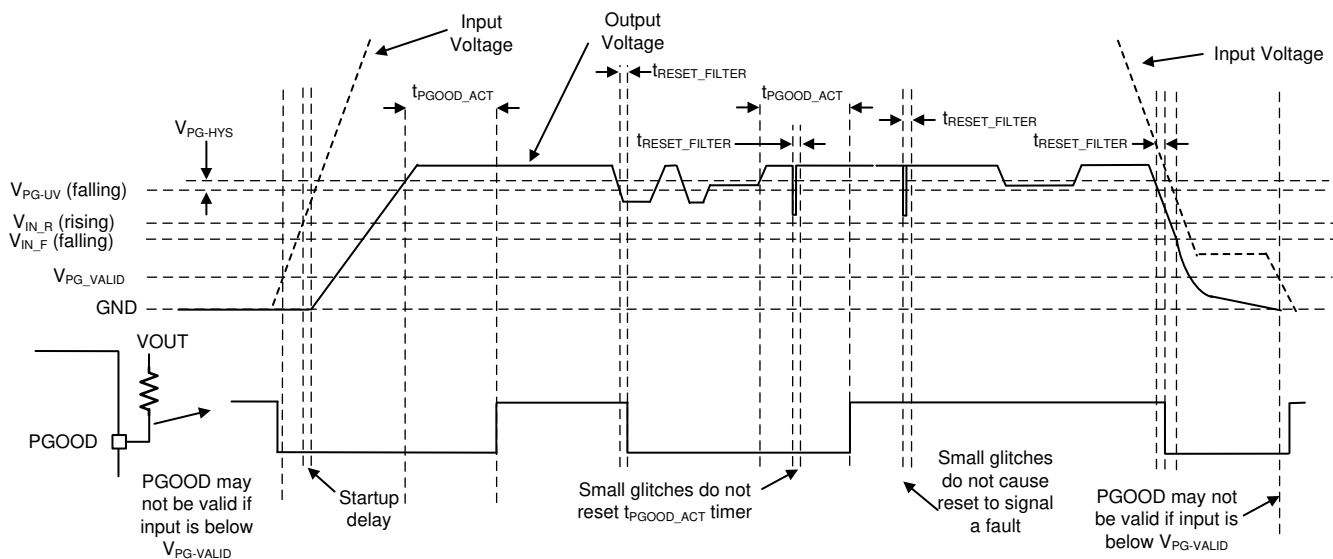 Input
Voltage
Output
Voltage
Input Voltage
tRESET_FILTER
tPGOOD_ACT
tPGOOD_ACT
tRESET_FILTER
tRESET_FILTER
tRESET_FILTER
VPG-HYS
VPG-UV (falling)
VIN_R (rising)
VIN_F (falling)
VPG_VALID
GND
VOUT
PGOOD
PGOOD may
not be valid if
input is below
VPG-VALID
Startup
delay
Small glitches do not
reset tPGOOD_ACT timer
Small glitches
do not cause
reset to signal
a fault
PGOOD may not
be valid if input is
below VPG-VALID